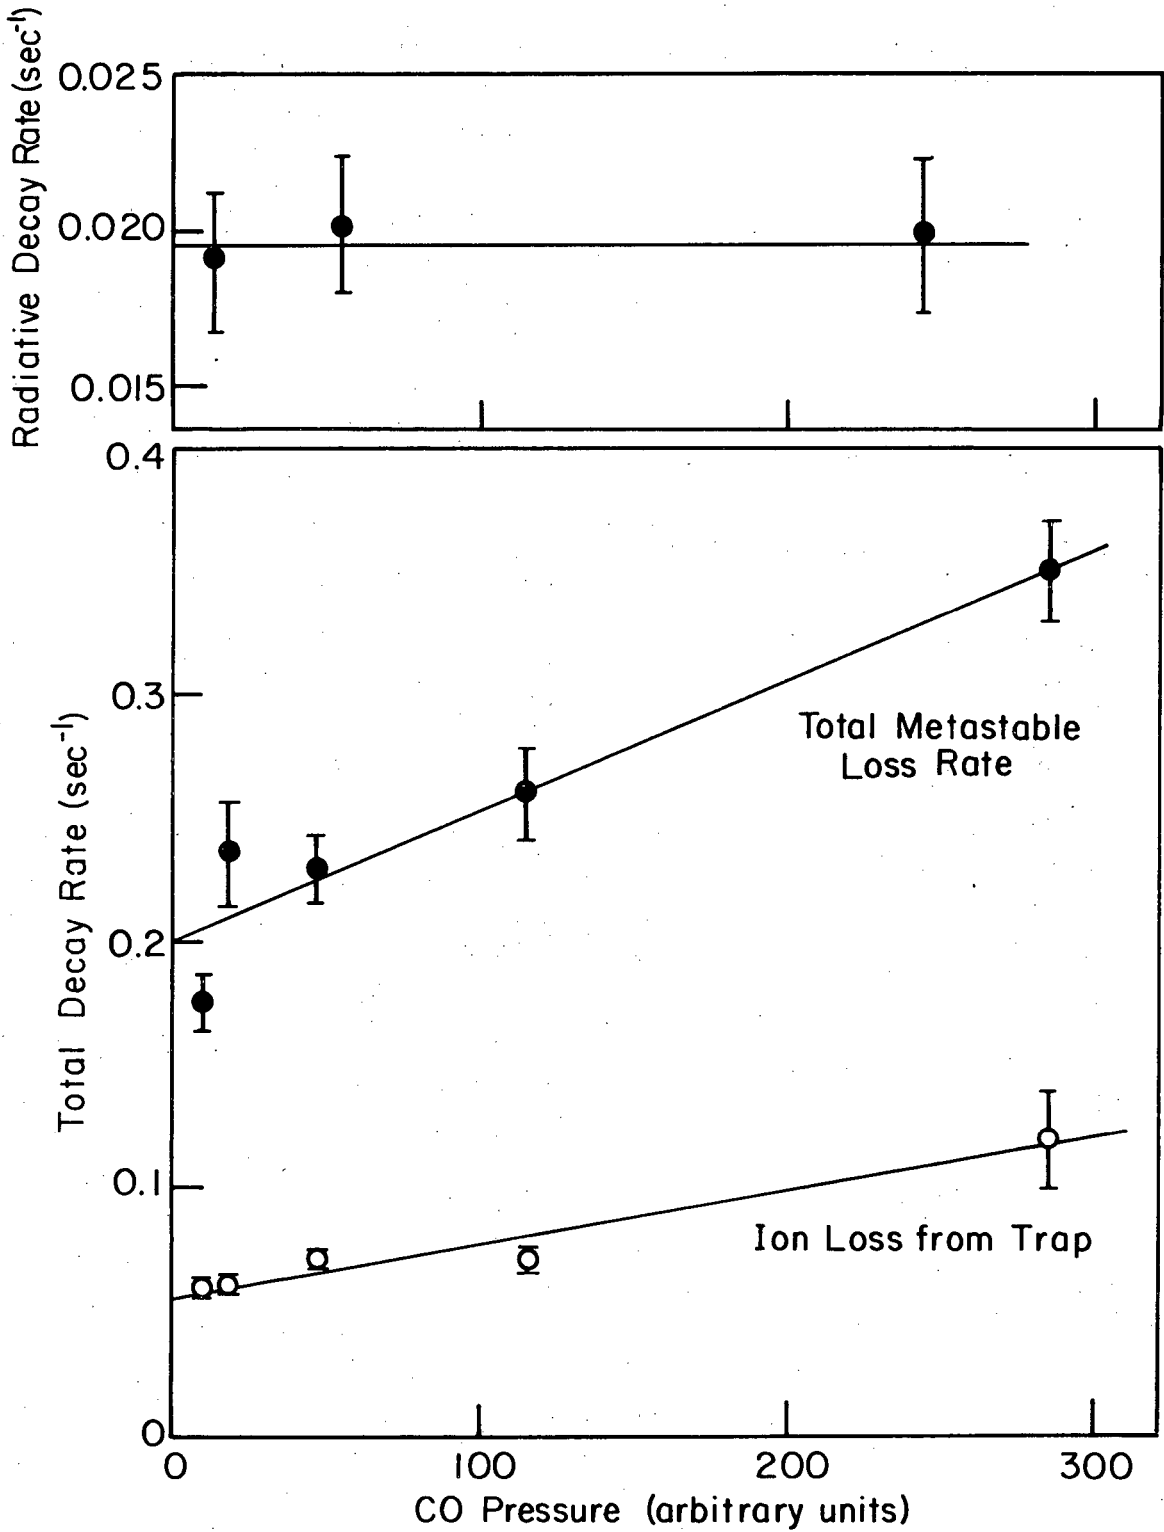 Radiative Decay Rate (sec⁻¹)
0.025
0.020
0.015
Total Decay Rate (sec⁻¹)
0.4
0.3
0.2
0.1
0
Total Metastable
Loss Rate
Ion Loss from Trap
0 100 200 300
CO Pressure (arbitrary units)